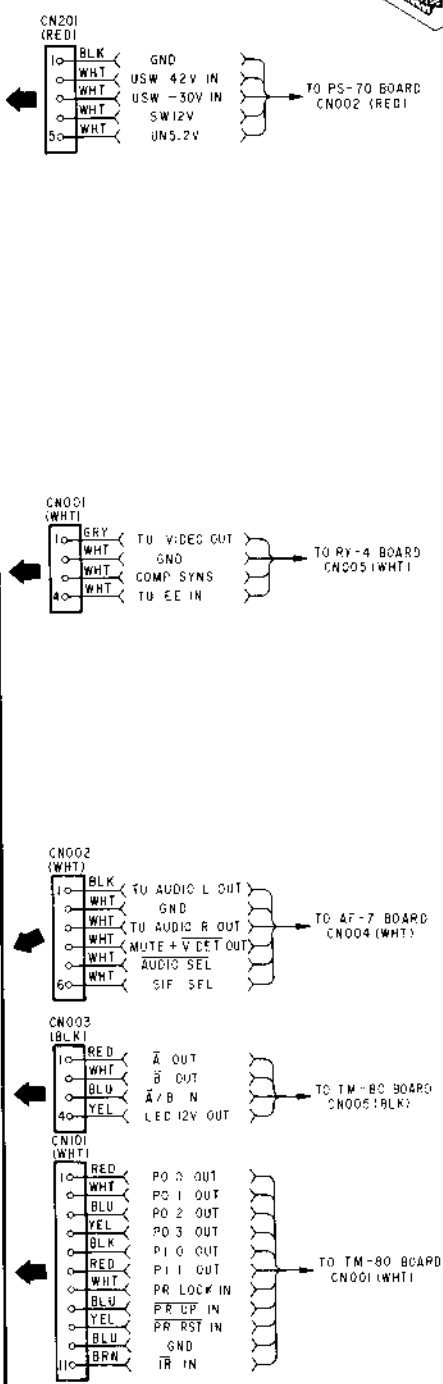 CN201
(RED)
1 BLK GND
WHT USW 42V IN
WHT USW -30V IN
WHT SW12V
5 WHT UN5.2V
TO PS-70 BOARD
CN002 (RED)
CN001
(WHT)
1 GRY TU VIDEO OUT
WHT GND
WHT COMP SYNS
4 WHT TU EE IN
TO RY-4 BOARD
CN005 (WHT)
CN002
(WHT)
1 BLK TU AUDIO L OUT
WHT GND
WHT TU AUDIO R OUT
WHT MUTE + V DET OUT
WHT AUDIO SEL
6 WHT SIF SEL
TO AF-7 BOARD
CN004 (WHT)
CN003
(BLK)
1 RED A OUT
WHT B OUT
BLU A/B IN
4 YEL LED 12V OUT
TO TM-80 BOARD
(BLK)
CN101
(WHT)
1 RED PO 0 OUT
WHT PO 1 OUT
BLU PO 2 OUT
YEL PO 3 OUT
BLK P1 0 OUT
RED P1 1 OUT
WHT PR LOCK IN
BLU PR UP IN
YEL PR RST IN
BLU GND
11 BRN IR IN
TO TM-80 BOARD
CN001 (WHT)